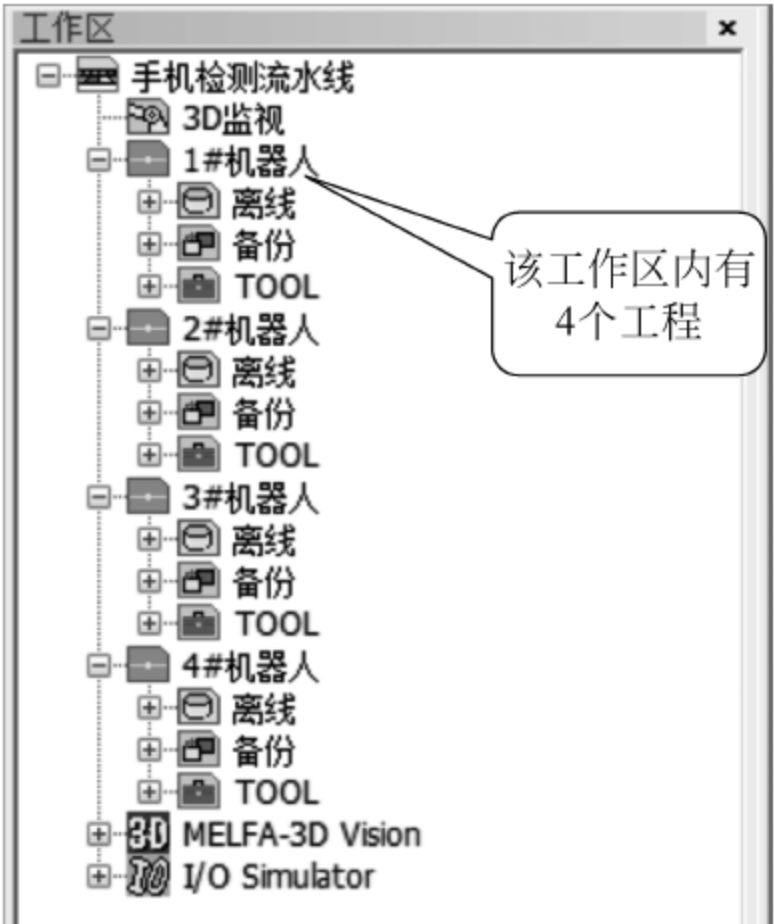 工作区
手机检测流水线
3D监视
1#机器人
离线
备份
TOOL
2#机器人
离线
备份
TOOL
3#机器人
离线
备份
TOOL
4#机器人
离线
备份
TOOL
MELFA-3D Vision
I/O Simulator
该工作区内有
4个工程